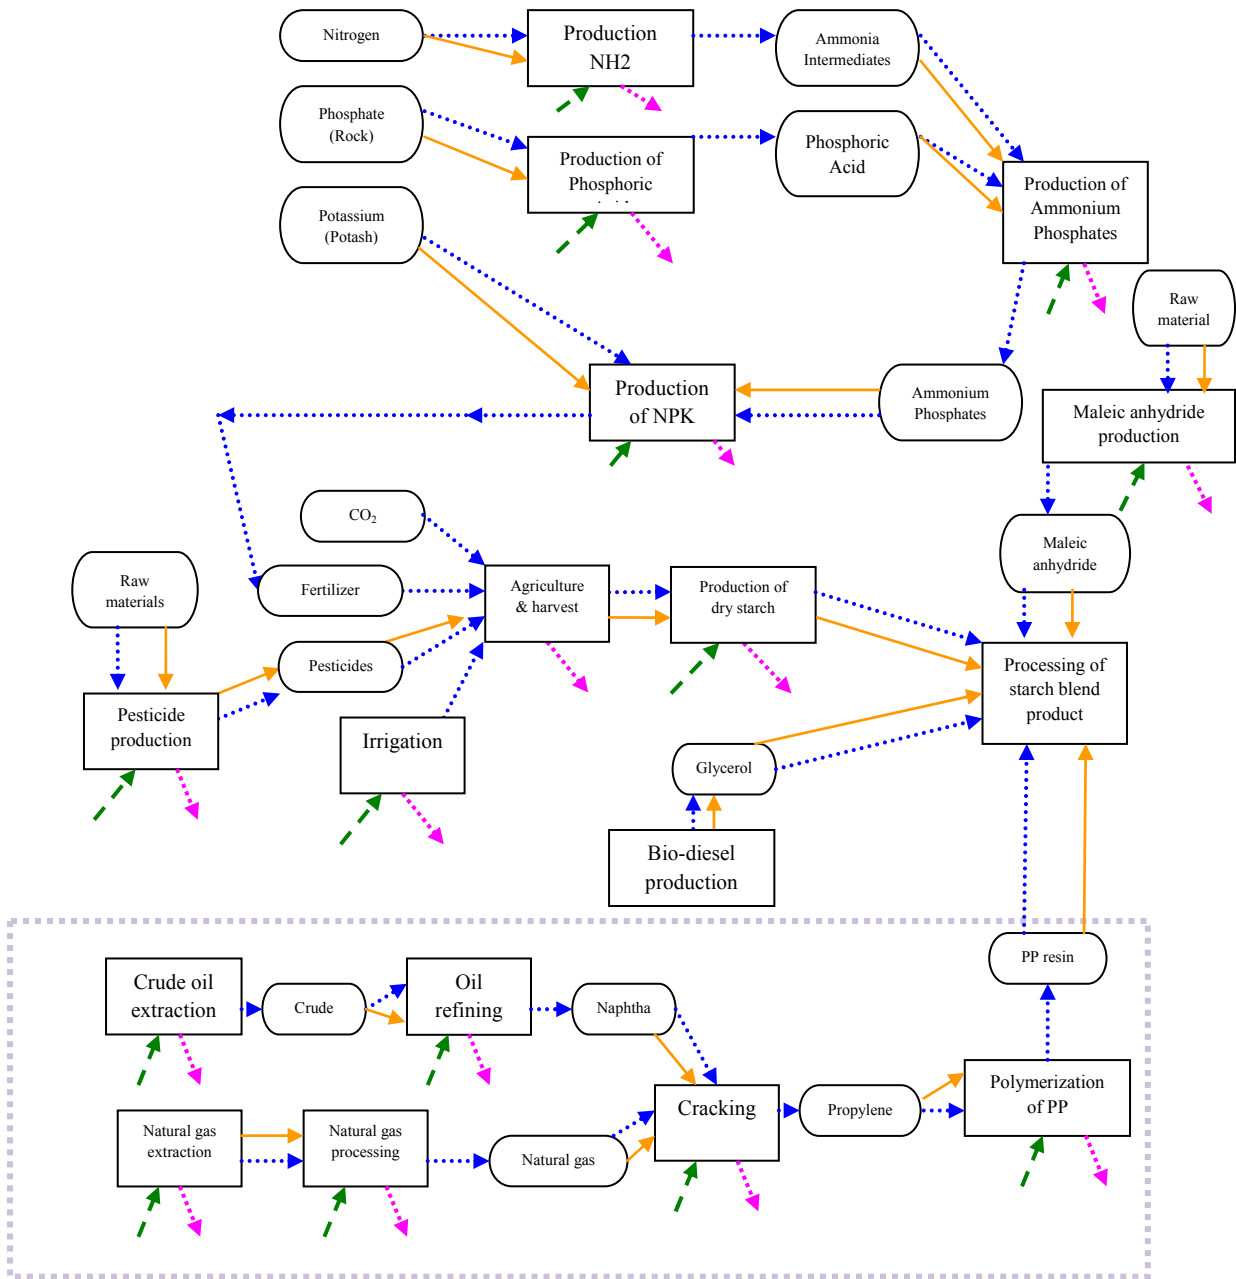 Nitrogen
Production
NH2
Ammonia
Intermediates
Phosphate
(Rock)
Production of
Phosphoric
Phosphoric
Acid
Potassium
(Potash)
Production of
Ammonium
Phosphates
Raw
material
Production
of NPK
Ammonium
Phosphates
Maleic anhydride
production
CO₂
Maleic
anhydride
Raw
materials
Fertilizer
Agriculture
& harvest
Production of
dry starch
Pesticides
Processing of
starch blend
product
Pesticide
production
Irrigation
Glycerol
Bio-diesel
production
PP resin
Crude oil
extraction
Crude
Oil
refining
Naphtha
Polymerization
of PP
Cracking
Propylene
Natural gas
extraction
Natural gas
processing
Natural gas